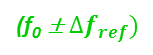 (f₀ ± Δf_ref)